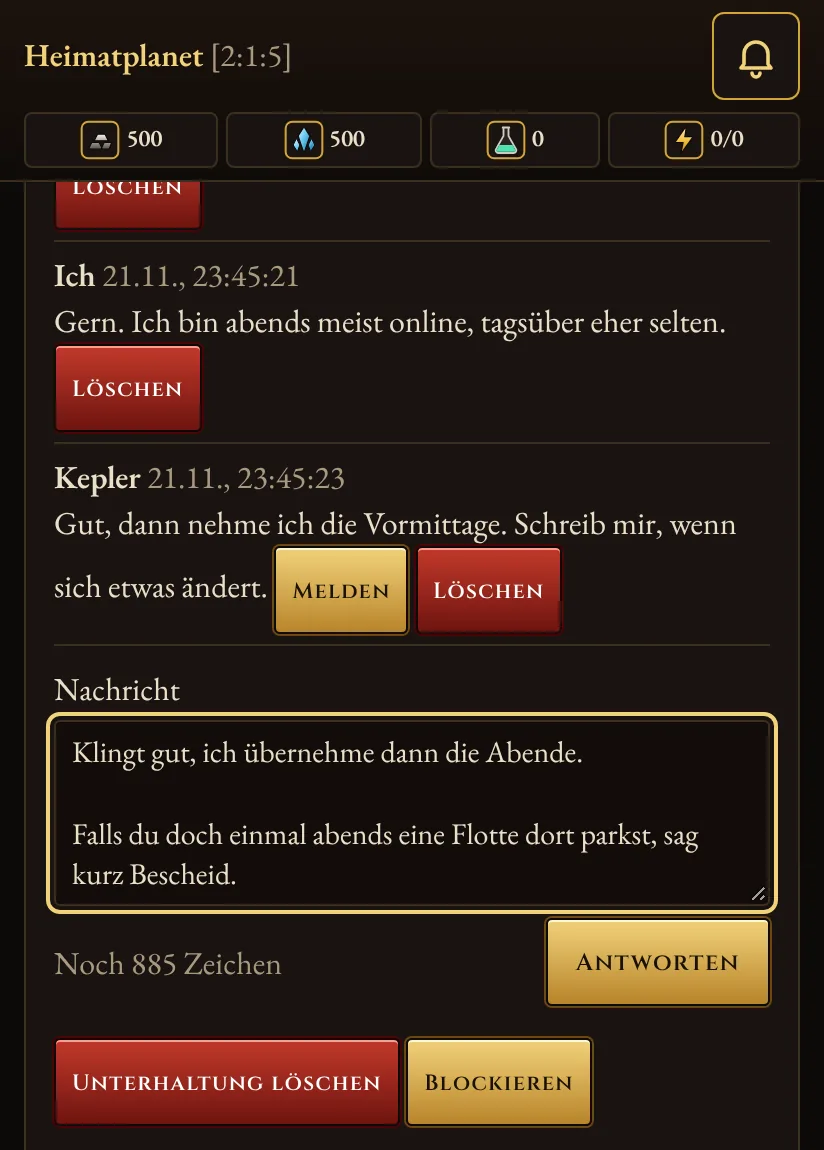 Heimatplanet [2:1:5]
500 500 0 0/0
Löschen
Ich 21.11., 23:45:21
Gern. Ich bin abends meist online, tagsüber eher selten.
Löschen
Kepler 21.11., 23:45:23
Gut, dann nehme ich die Vormittage. Schreib mir, wenn
sich etwas ändert. Melden Löschen
Nachricht
Klingt gut, ich übernehme dann die Abende.
Falls du doch einmal abends eine Flotte dort parkst, sag
kurz Bescheid.
Noch 885 Zeichen Antworten
Unterhaltung löschen Blockieren